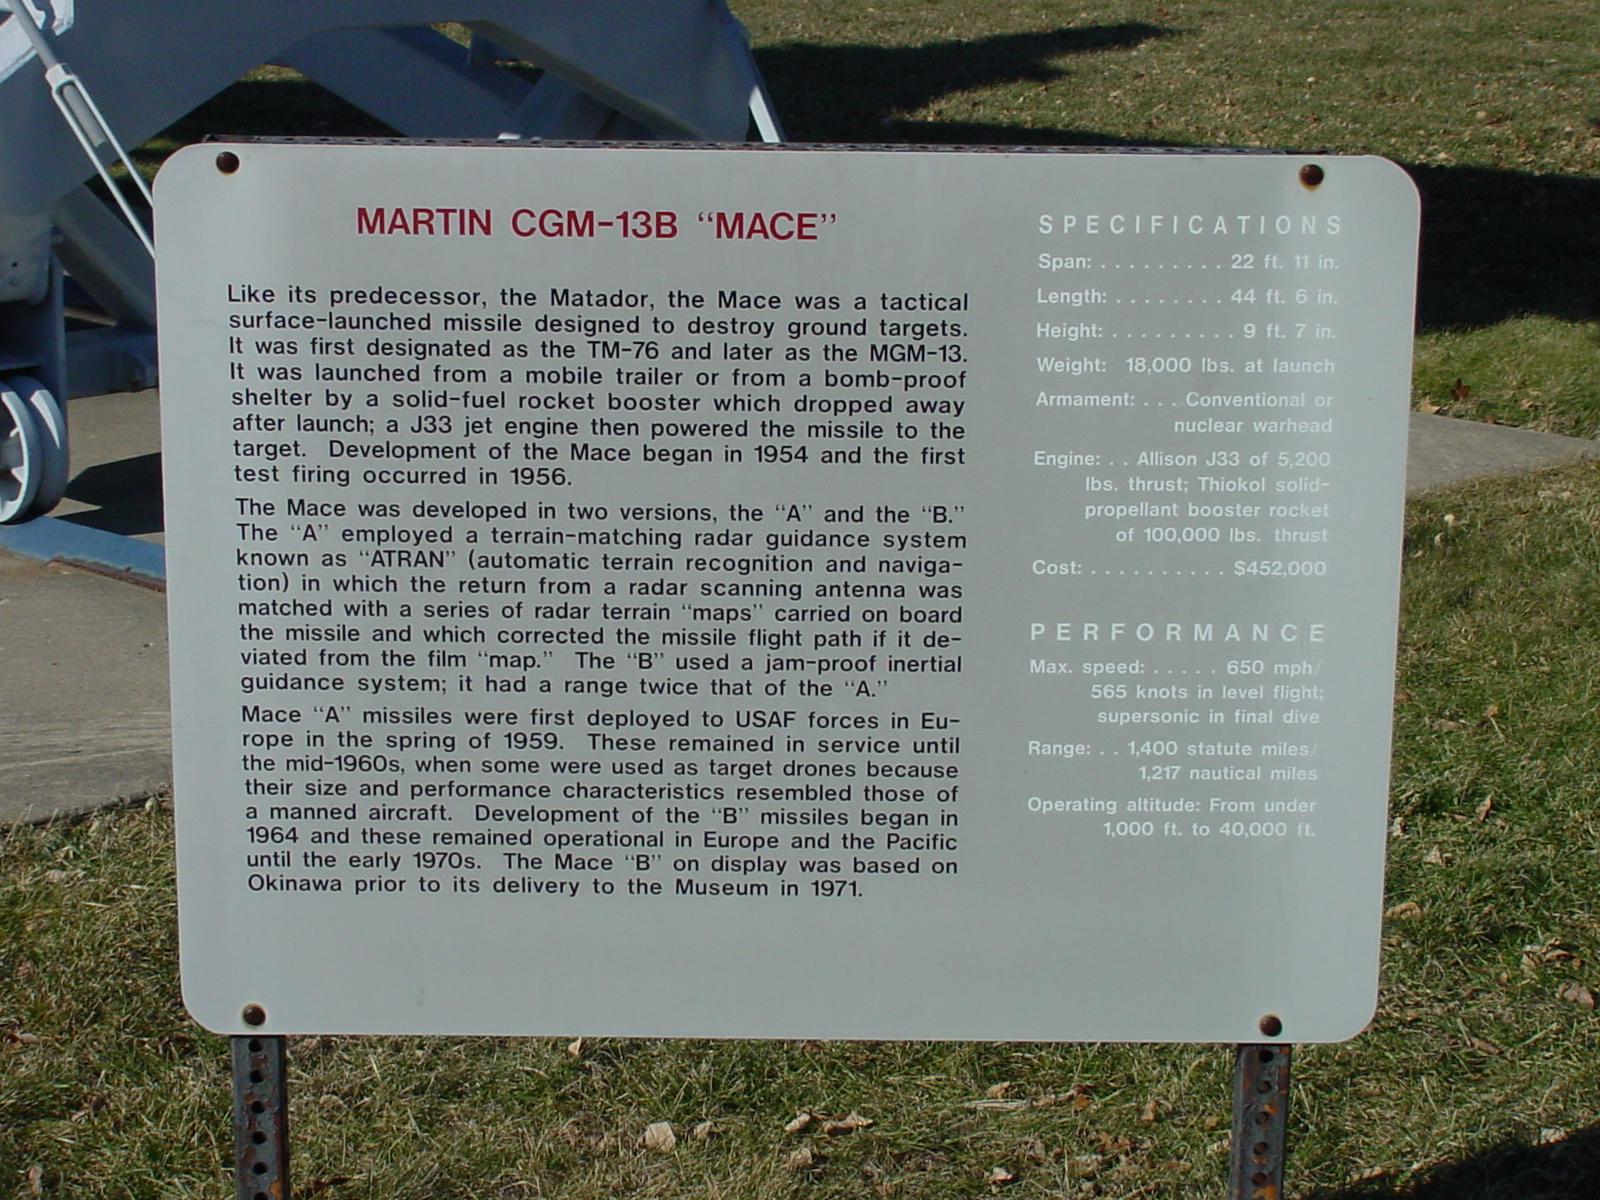 MARTIN CGM-13B “MACE”
Like its predecessor, the Matador, the Mace was a tactical
surface-launched missile designed to destroy ground targets.
It was first designated as the TM-76 and later as the MGM-13.
It was launched from a mobile trailer or from a bomb-proof
shelter by a solid-fuel rocket booster which dropped away
after launch; a J33 jet engine then powered the missile to the
target. Development of the Mace began in 1954 and the first
test firing occurred in 1956.
The Mace was developed in two versions, the “A” and the “B.”
The “A” employed a terrain-matching radar guidance system
known as “ATRAN” (automatic terrain recognition and naviga-
tion) in which the return from a radar scanning antenna was
matched with a series of radar terrain “maps” carried on board
the missile and which corrected the missile flight path if it de-
viated from the film “map.” The “B” used a jam-proof inertial
guidance system; it had a range twice that of the “A.”
Mace “A” missiles were first deployed to USAF forces in Eu-
rope in the spring of 1959. These remained in service until
the mid-1960s, when some were used as target drones because
their size and performance characteristics resembled those of
a manned aircraft. Development of the “B” missiles began in
1964 and these remained operational in Europe and the Pacific
until the early 1970s. The Mace “B” on display was based on
Okinawa prior to its delivery to the Museum in 1971.
SPECIFICATIONS
Span: . . . . . . . . . 22 ft. 11 in.
Length: . . . . . . . . 44 ft. 6 in.
Height: . . . . . . . . . 9 ft. 7 in.
Weight: 18,000 lbs. at launch
Armament: . . . Conventional or
nuclear warhead
Engine: . . Allison J33 of 5,200
lbs. thrust; Thiokol solid-
propellant booster rocket
of 100,000 lbs. thrust
Cost: . . . . . . . . . . $452,000
PERFORMANCE
Max. speed: . . . . . 650 mph/
565 knots in level flight;
supersonic in final dive
Range: . . 1,400 statute miles/
1,217 nautical miles
Operating altitude: From under
1,000 ft. to 40,000 ft.